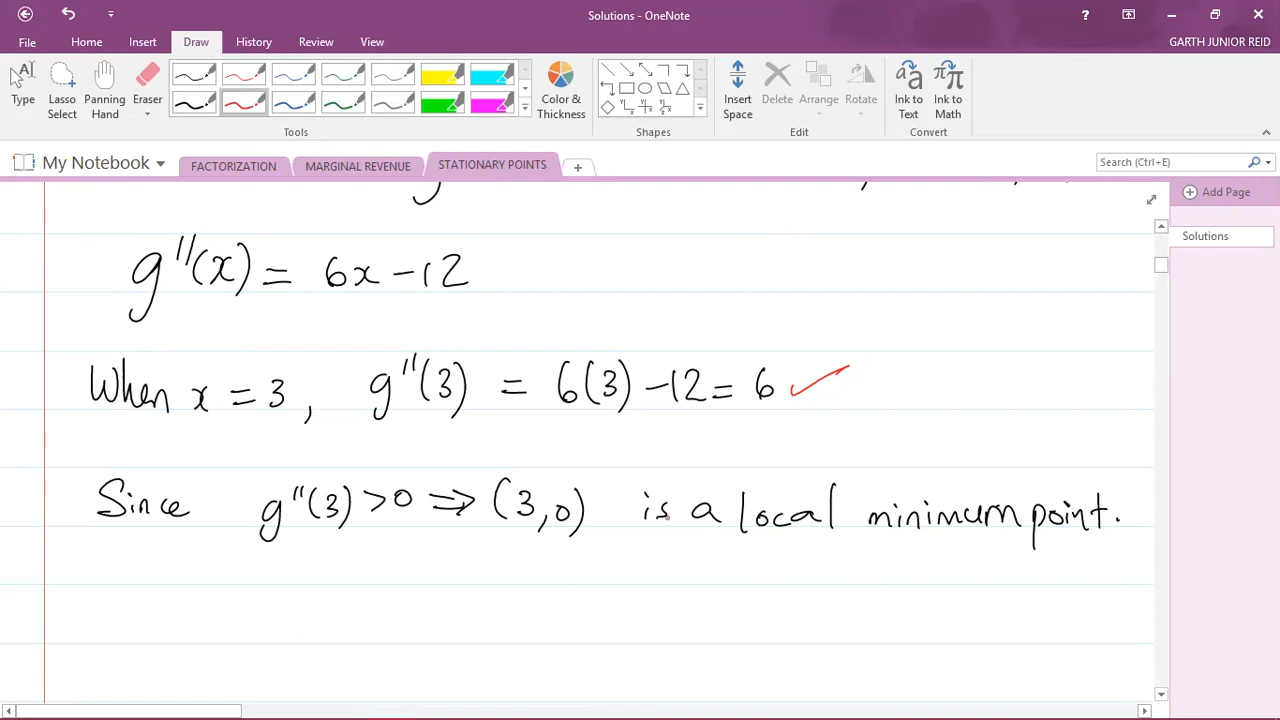 Solutions - OneNote
?
File
Home
Insert
Draw
History
Review
View
GARTH JUNIOR REID
Type
Lasso Select
Panning Hand
Eraser
Color & Thickness
Insert Space
Delete
Arrange
Rotate
Ink to Text
Ink to Math
Tools
Shapes
Edit
Convert
My Notebook
FACTORIZATION
MARGINAL REVENUE
STATIONARY POINTS
Search (Ctrl+E)
Add Page
Solutions
g''(x) = 6x - 12
When x = 3, g''(3) = 6(3) - 12 = 6 ✓
Since g''(3) > 0 ⇒ (3,0) is a local minimum point.